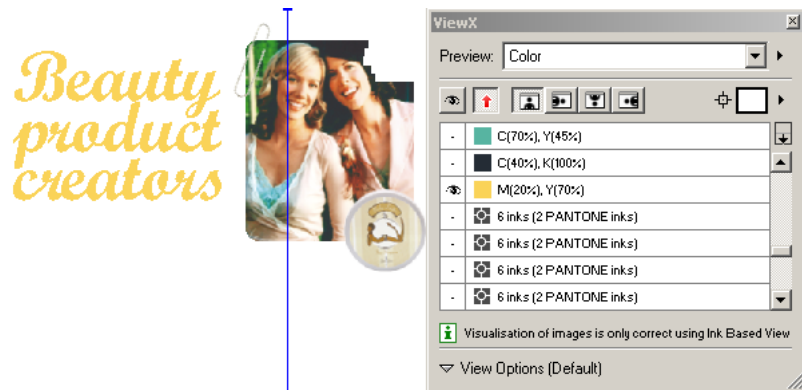 Beauty
product
creators
ViewX
Preview: Color
C(70%), Y(45%)
C(40%), K(100%)
M(20%), Y(70%)
6 inks (2 PANTONE inks)
6 inks (2 PANTONE inks)
6 inks (2 PANTONE inks)
6 inks (2 PANTONE inks)
Visualisation of images is only correct using Ink Based View
View Options (Default)